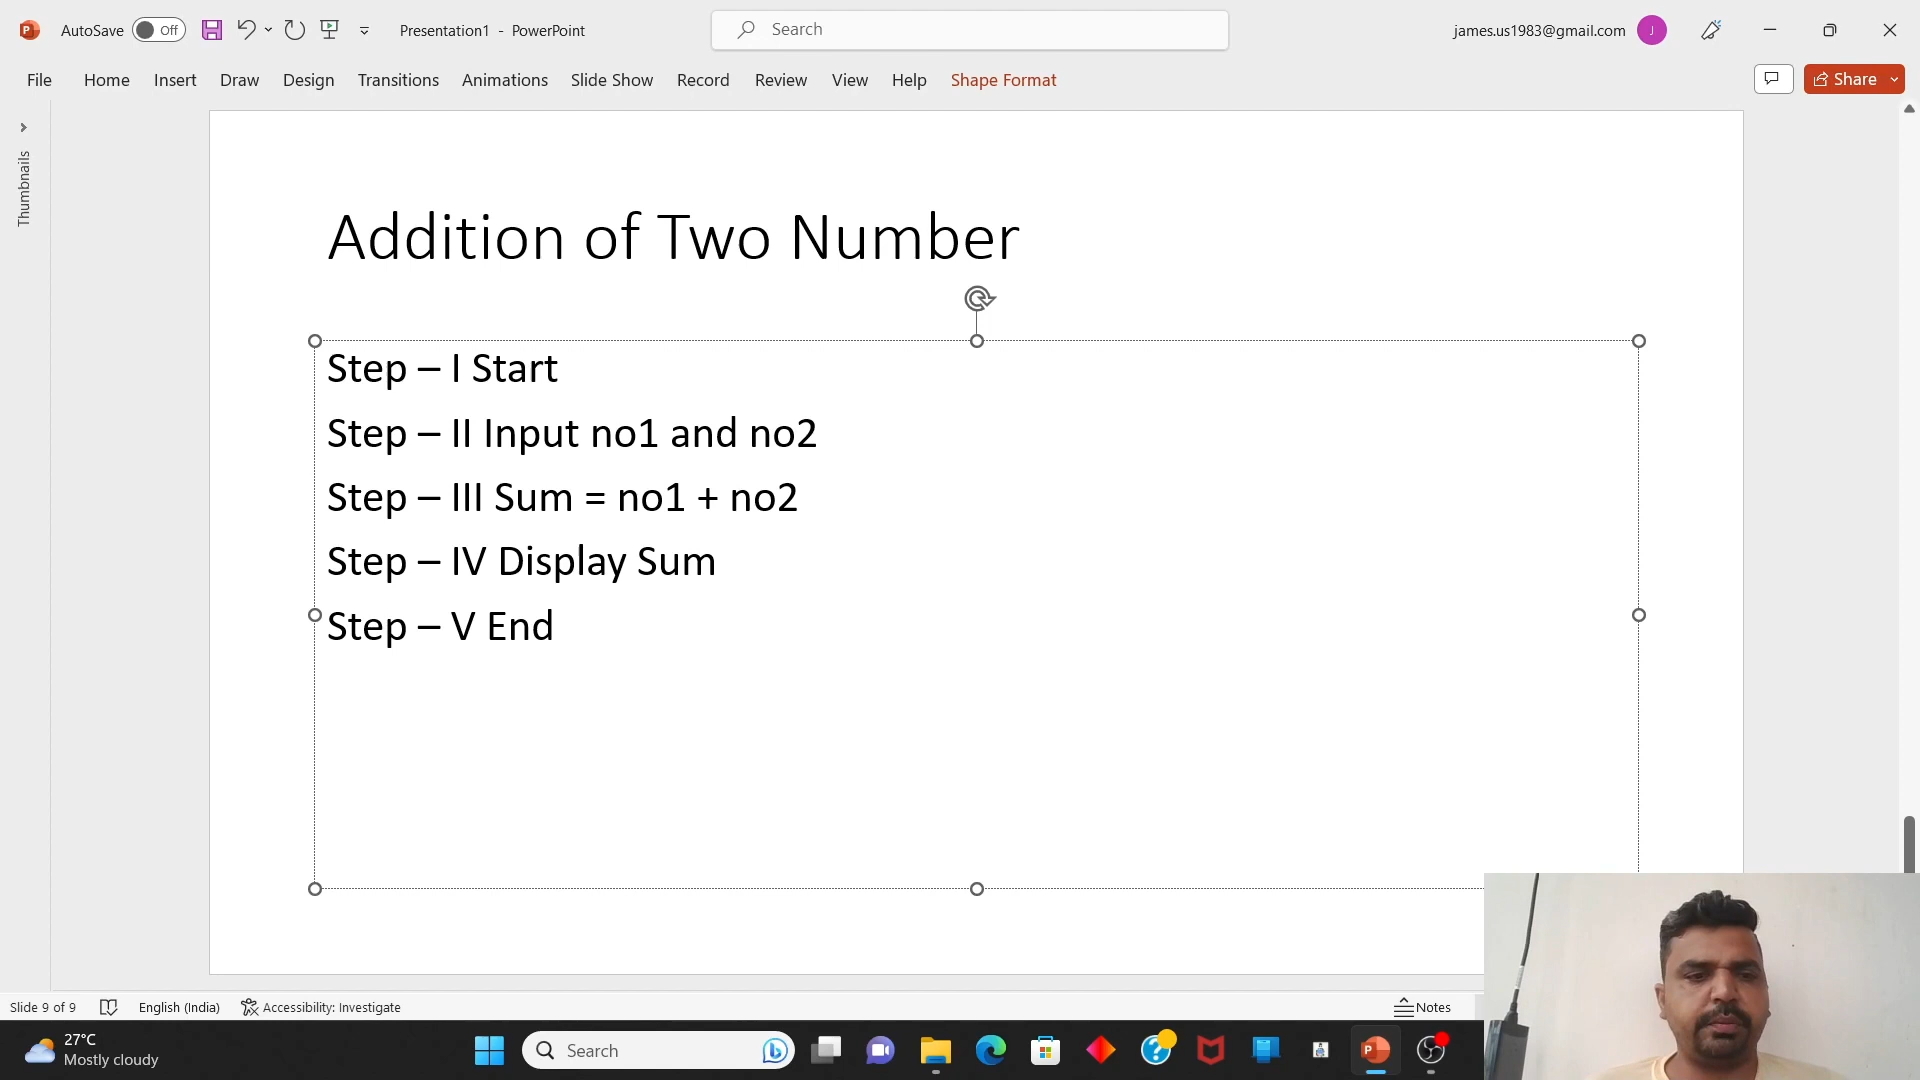 AutoSave Off Presentation1 - PowerPoint Search james.us1983@gmail.com J
File Home Insert Draw Design Transitions Animations Slide Show Record Review View Help Shape Format Share
Thumbnails
Addition of Two Number
Step – I Start
Step – II Input no1 and no2
Step – III Sum = no1 + no2
Step – IV Display Sum
Step – V End
Slide 9 of 9 English (India) Accessibility: Investigate Notes
27°C
Mostly cloudy
Search